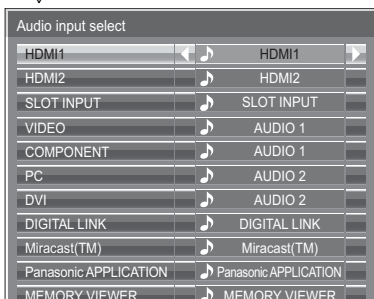 Audio input select
HDMI1 HDMI1
HDMI2 HDMI2
SLOT INPUT SLOT INPUT
VIDEO AUDIO 1
COMPONENT AUDIO 1
PC AUDIO 2
DVI AUDIO 2
DIGITAL LINK DIGITAL LINK
Miracast(TM) Miracast(TM)
Panasonic APPLICATION Panasonic APPLICATION
MEMORY VIEWER MEMORY VIEWER